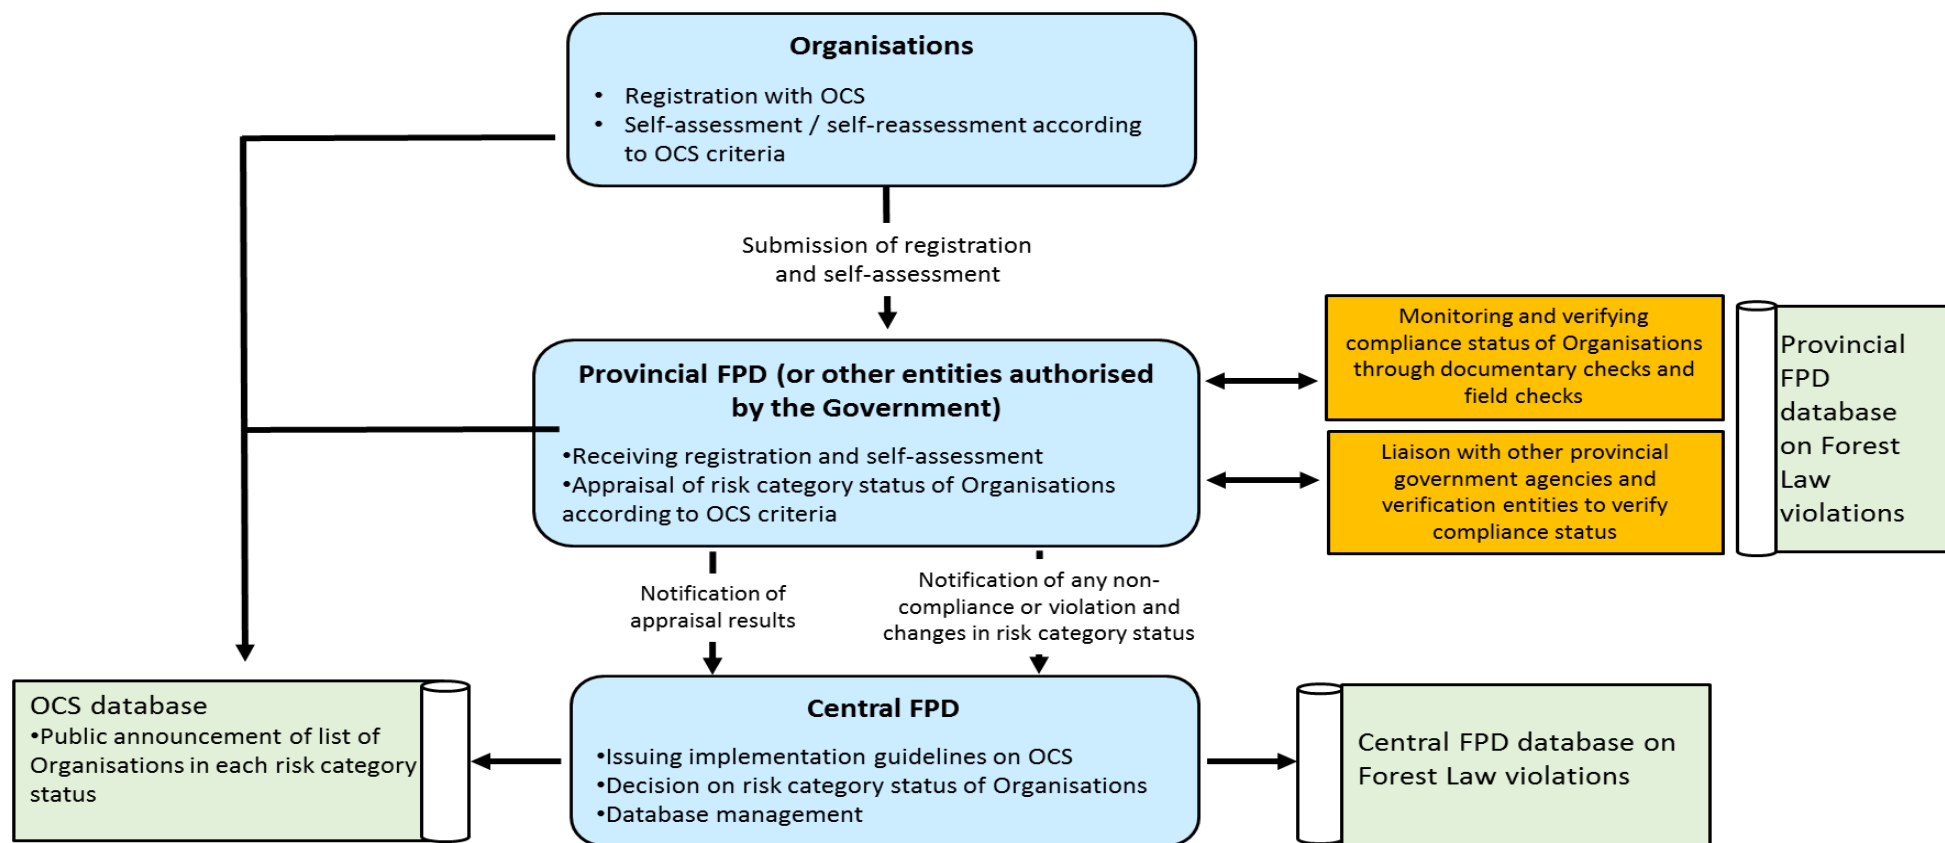 Organisations
• Registration with OCS
• Self-assessment / self-reassessment according
to OCS criteria
Submission of registration
and self-assessment
Provincial FPD (or other entities authorised
by the Government)
•Receiving registration and self-assessment
•Appraisal of risk category status of Organisations
according to OCS criteria
Monitoring and verifying
compliance status of Organisations
through documentary checks and
field checks
Liaison with other provincial
government agencies and
verification entities to verify
compliance status
Provincial
FPD
database
on Forest
Law
violations
Notification of
appraisal results
Notification of any non-
compliance or violation and
changes in risk category status
OCS database
•Public announcement of list of
Organisations in each risk category
status
Central FPD
•Issuing implementation guidelines on OCS
•Decision on risk category status of Organisations
•Database management
Central FPD database on
Forest Law violations